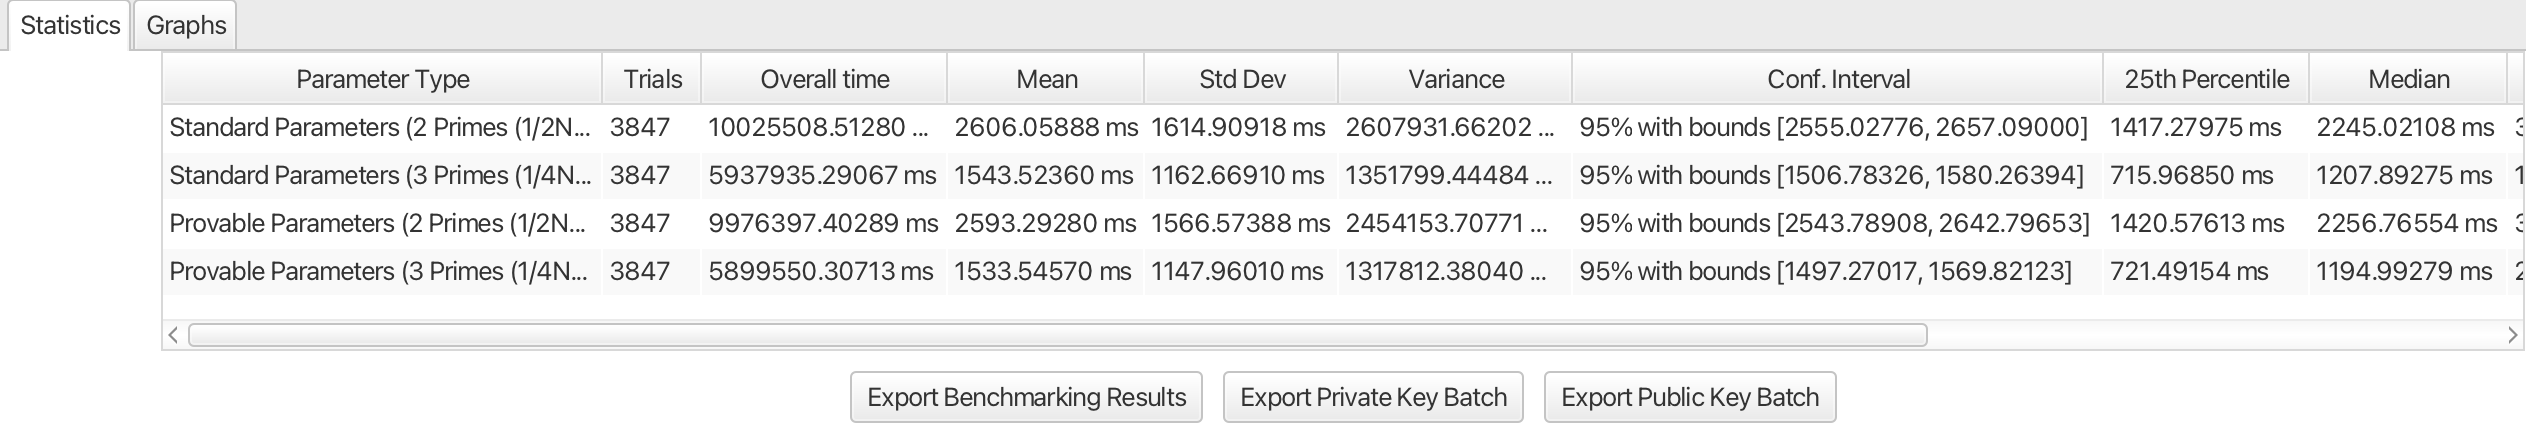 Statistics Graphs
Parameter Type Trials Overall time Mean Std Dev Variance Conf. Interval 25th Percentile Median
Standard Parameters (2 Primes (1/2N... 3847 10025508.51280 ... 2606.05888 ms 1614.90918 ms 2607931.66202 ... 95% with bounds [2555.02776, 2657.09000] 1417.27975 ms 2245.02108 ms
Standard Parameters (3 Primes (1/4N... 3847 5937935.29067 ms 1543.52360 ms 1162.66910 ms 1351799.44484 ... 95% with bounds [1506.78326, 1580.26394] 715.96850 ms 1207.89275 ms
Provable Parameters (2 Primes (1/2N... 3847 9976397.40289 ms 2593.29280 ms 1566.57388 ms 2454153.70771 ... 95% with bounds [2543.78908, 2642.79653] 1420.57613 ms 2256.76554 ms
Provable Parameters (3 Primes (1/4N... 3847 5899550.30713 ms 1533.54570 ms 1147.96010 ms 1317812.38040 ... 95% with bounds [1497.27017, 1569.82123] 721.49154 ms 1194.99279 ms
Export Benchmarking Results Export Private Key Batch Export Public Key Batch